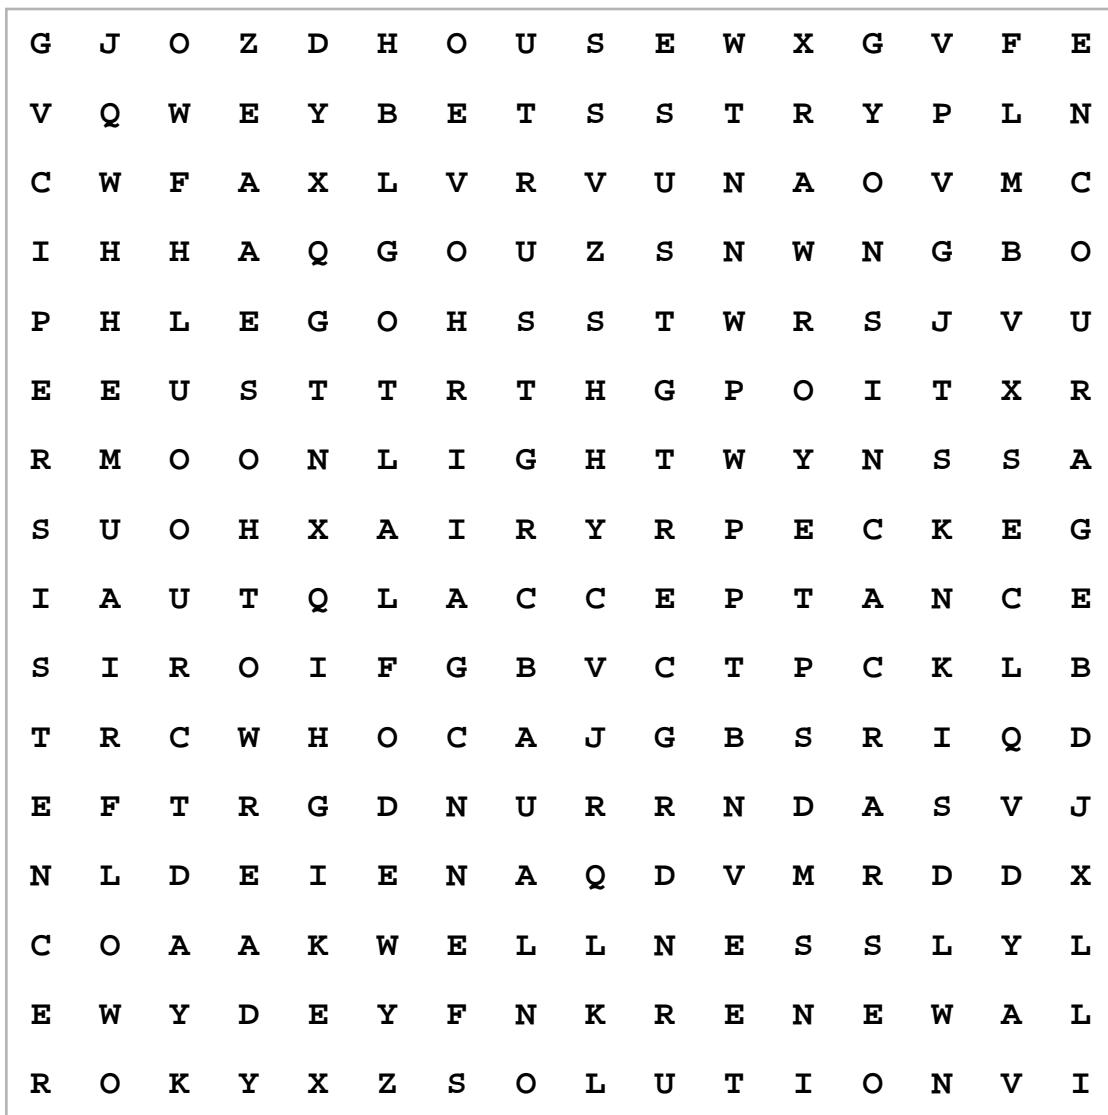 G J O Z D H O U S E W X G V F E
V Q W E Y B E T S S T R Y P L N
C W F A X L V R V U N A O V M C
I H H A Q G O U Z S N W N G B O
P H L E G O H S S T W R S J V U
E E U S T T R T H G P O I T X R
R M O O N L I G H T W Y N S S A
S U O H X A I R Y R P E C K E G
I A U T Q L A C C E P T A N C E
S I R O I F G B V C T P C K L B
T R C W H O C A J G B S R I Q D
E F T R G D N U R R N D A S V J
N L D E I E N A Q D V M R D D X
C O A A K W E L L N E S S L Y L
E W Y D E Y F N K R E N E W A L
R O K Y X Z S O L U T I O N V I